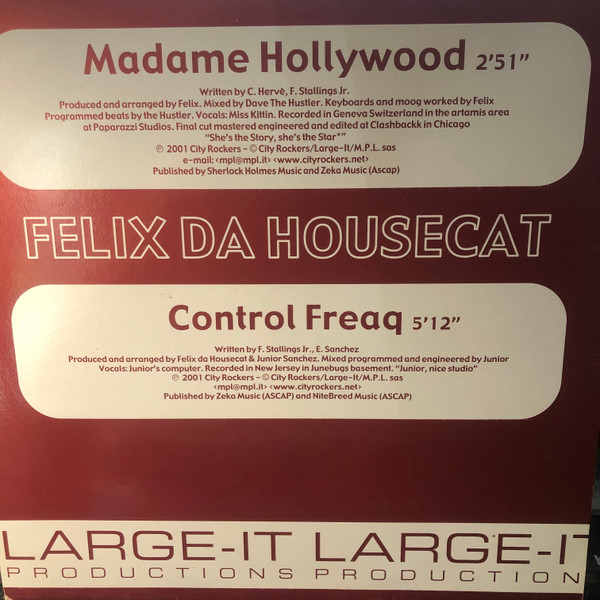 Madame Hollywood 2'51"
Written by C. Hervè, F. Stallings Jr.
Produced and arranged by Felix. Mixed by Dave The Hustler. Keyboards and moog worked by Felix
Programmed beats by the Hustler. Vocals: Miss Kittin. Recorded in Geneva Switzerland in the artamis area
at Paparazzi Studios. Final cut mastered engineered and edited at Clashbackk in Chicago
"She's the Story, she's the Star*"
℗ 2001 City Rockers - © City Rockers/Large-It/M.P.L. sas
e-mail: <mpl@mpl.it> <www.cityrockers.net>
Published by Sherlock Holmes Music and Zeka Music (Ascap)
FELIX DA HOUSECAT
Control Freaq 5'12"
Written by F. Stallings Jr., E. Sanchez
Produced and arranged by Felix da Housecat & Junior Sanchez. Mixed programmed and engineered by Junior
Vocals: Junior's computer. Recorded in New Jersey in Junebugs basement. "Junior, nice studio"
℗ 2001 City Rockers - © City Rockers/Large-It/M.P.L. sas
<mpl@mpl.it> <www.cityrockers.net>
Published by Zeka Music (ASCAP) and NiteBreed Music (ASCAP)
LARGE-IT LARGE-IT
PRODUCTIONS PRODUCTION